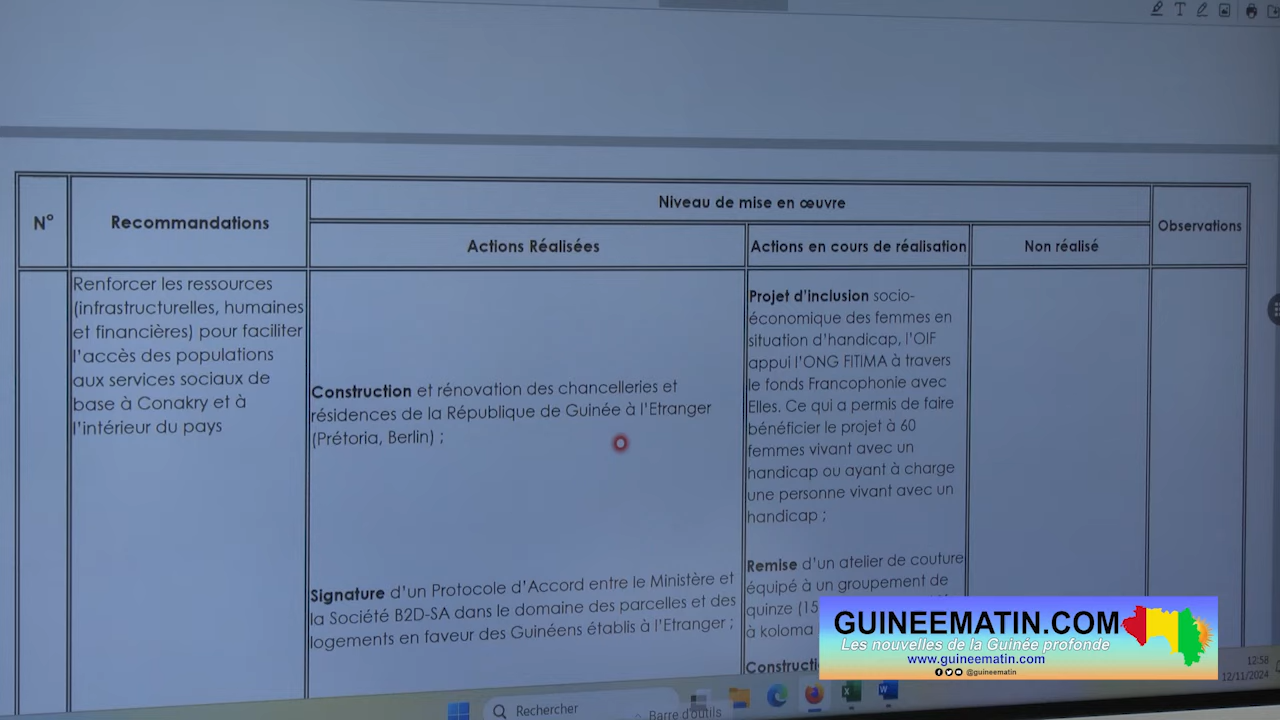 Niveau de mise en œuvre
N°
Recommandations
Observations
Actions Réalisées
Actions en cours de réalisation
Non réalisé
Renforcer les ressources
(infrastructurelles, humaines
et financières) pour faciliter
l'accès des populations
aux services sociaux de
base à Conakry et à
l'intérieur du pays
Construction et rénovation des chancelleries et
résidences de la République de Guinée à l'Etranger
(Prétoria, Berlin) ;
Signature d'un Protocole d'Accord entre le Ministère et
la Société B2D-SA dans le domaine des parcelles et des
logements en faveur des Guinéens établis à l'Etranger ;
Projet d'inclusion socio-
économique des femmes en
situation d'handicap, l'OIF
appui l'ONG FITIMA à travers
le fonds Francophonie avec
Elles. Ce qui a permis de faire
bénéficier le projet à 60
femmes vivant avec un
handicap ou ayant à charge
une personne vivant avec un
handicap ;
Remise d'un atelier de couture
équipé à un groupement de
quinze (15
à koloma
Constructi
GUINEEMATIN.COM
Les nouvelles de la Guinée profonde
www.guineematin.com
@guineematin
12:58
12/11/2024
Rechercher
Barre d'outils